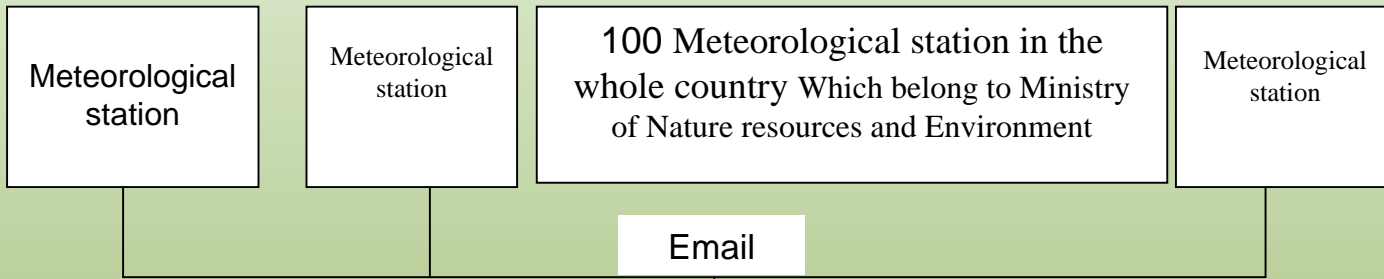 Meteorological
station
Meteorological
station
100 Meteorological station in the
whole country Which belong to Ministry
of Nature resources and Environment
Meteorological
station
Email